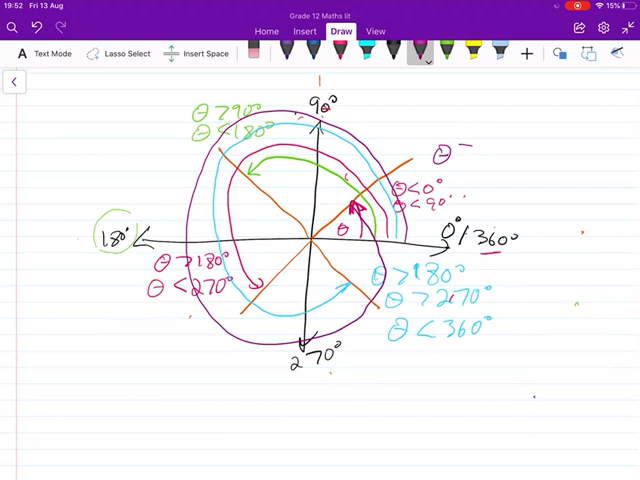 19:52 Fri 13 Aug
15%
Grade 12 Maths lit
Home Insert Draw View
A Text Mode Lasso Select Insert Space
θ > 90°
θ < 180°
90°
θ -
θ < 0°
θ < 90°
180°
θ
0° / 360°
θ > 180°
θ < 270°
θ > 180°
θ > 270°
θ < 360°
270°